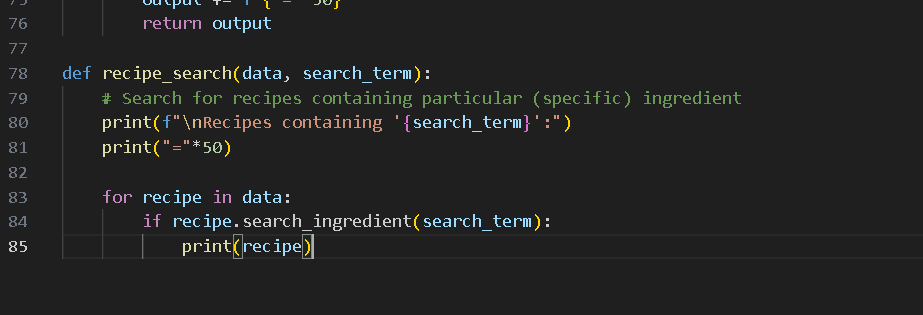 76 return output
77
78 def recipe_search(data, search_term):
79 # Search for recipes containing particular (specific) ingredient
80 print(f"\nRecipes containing '{search_term}':")
81 print("="*50)
82
83 for recipe in data:
84 if recipe.search_ingredient(search_term):
85 print(recipe)